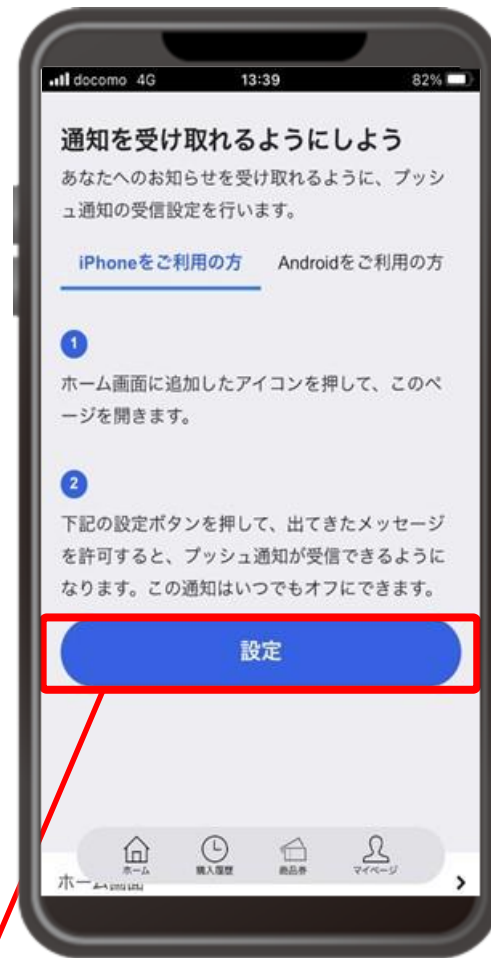 docomo 4G 13:39 82%
通知を受け取れるようにしよう
あなたへのお知らせを受け取れるように、プッシ
ュ通知の受信設定を行います。
iPhoneをご利用の方 Androidをご利用の方
1
ホーム画面に追加したアイコンを押して、このペ
ージを開きます。
2
下記の設定ボタンを押して、出てきたメッセージ
を許可すると、プッシュ通知が受信できるように
なります。この通知はいつでもオフにできます。
設定
ホーム 購入履歴 商品券 マイページ
ホーム画面